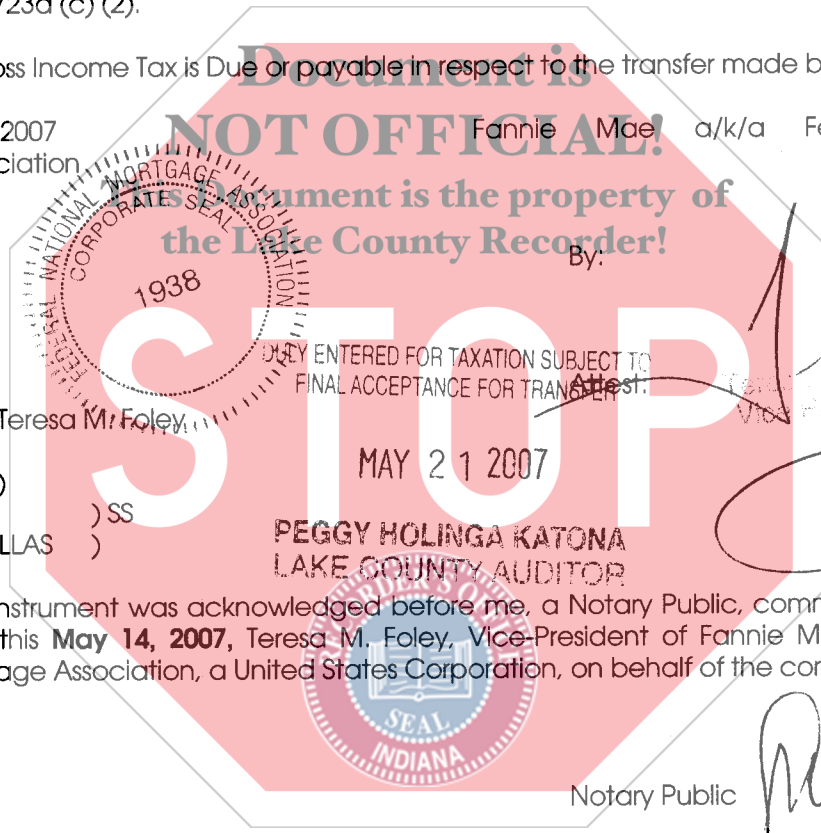 723a (c) (2).
oss Income Tax is Due or payable in respect to the transfer made b
Document is
NOT OFFICIAL!
This Document is the property of
the Lake County Recorder!
2007 Fannie Mae a/k/a Fe
ciation
FEDERAL NATIONAL MORTGAGE ASSOCIATION
CORPORATE SEAL
1938
By:
STOP
DULY ENTERED FOR TAXATION SUBJECT TO
FINAL ACCEPTANCE FOR TRANSFER
Attest:
Vice P
Teresa M. Foley
MAY 21 2007
)
) SS
LLAS )
PEGGY HOLINGA KATONA
LAKE COUNTY AUDITOR
nstrument was acknowledged before me, a Notary Public, comm
this May 14, 2007, Teresa M. Foley, Vice-President of Fannie M
age Association, a United States Corporation, on behalf of the cor
RECORDER'S OFFICE
SEAL
INDIANA
Notary Public